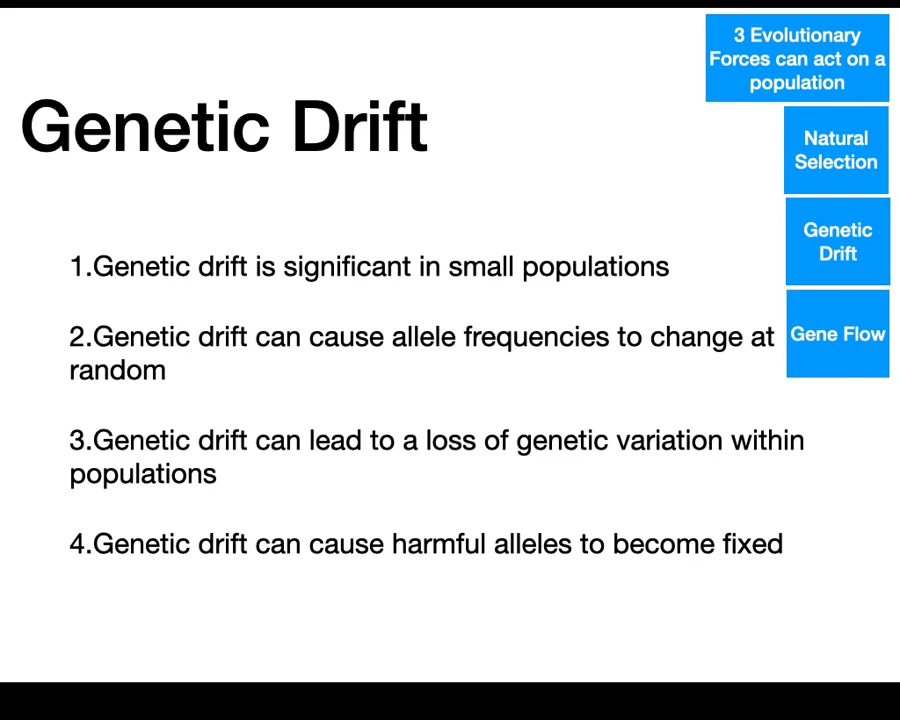 3 Evolutionary
Forces can act on a
population
Genetic Drift
Natural
Selection
Genetic
Drift
Gene Flow
1.Genetic drift is significant in small populations
2.Genetic drift can cause allele frequencies to change at
random
3.Genetic drift can lead to a loss of genetic variation within
populations
4.Genetic drift can cause harmful alleles to become fixed